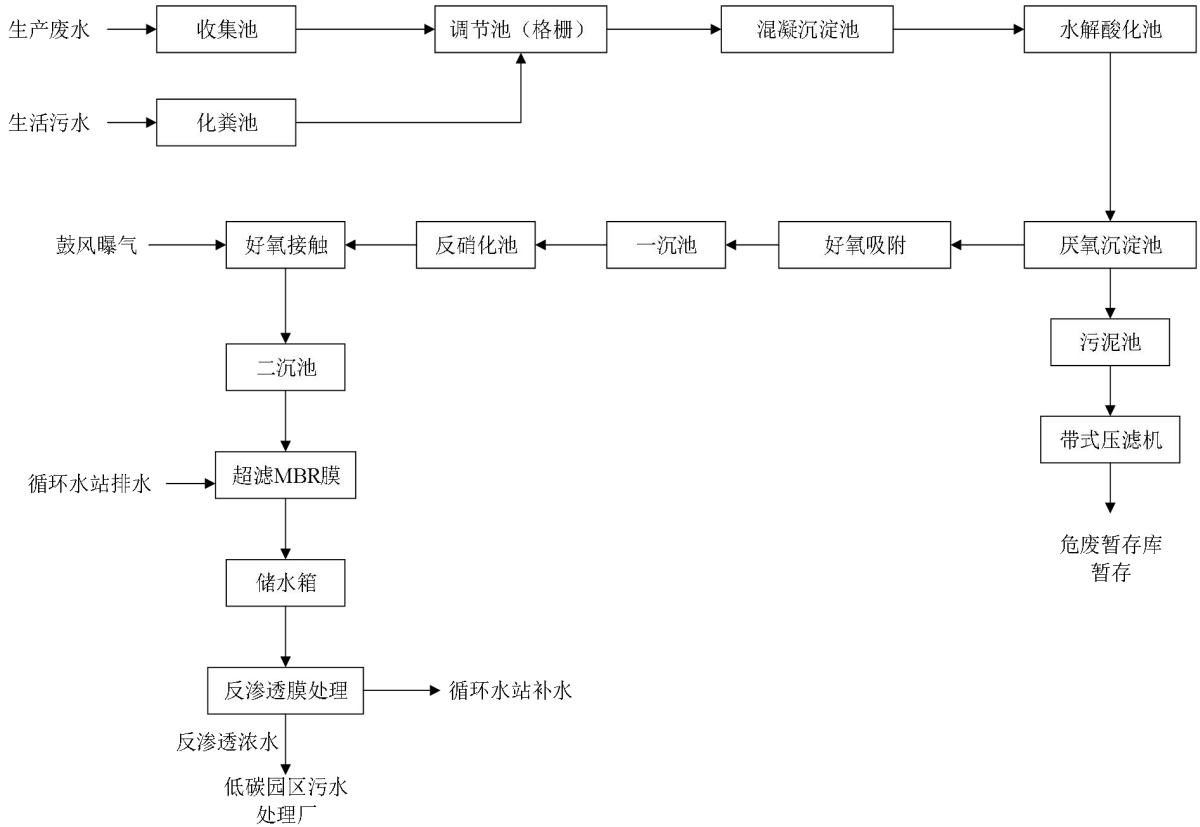 生产废水
收集池
调节池（格栅）
混凝沉淀池
水解酸化池
生活污水
化粪池
鼓风曝气
好氧接触
反硝化池
一沉池
好氧吸附
厌氧沉淀池
污泥池
二沉池
带式压滤机
循环水站排水
超滤MBR膜
危废暂存库
暂存
储水箱
反渗透膜处理
循环水站补水
反渗透浓水
低碳园区污水
处理厂